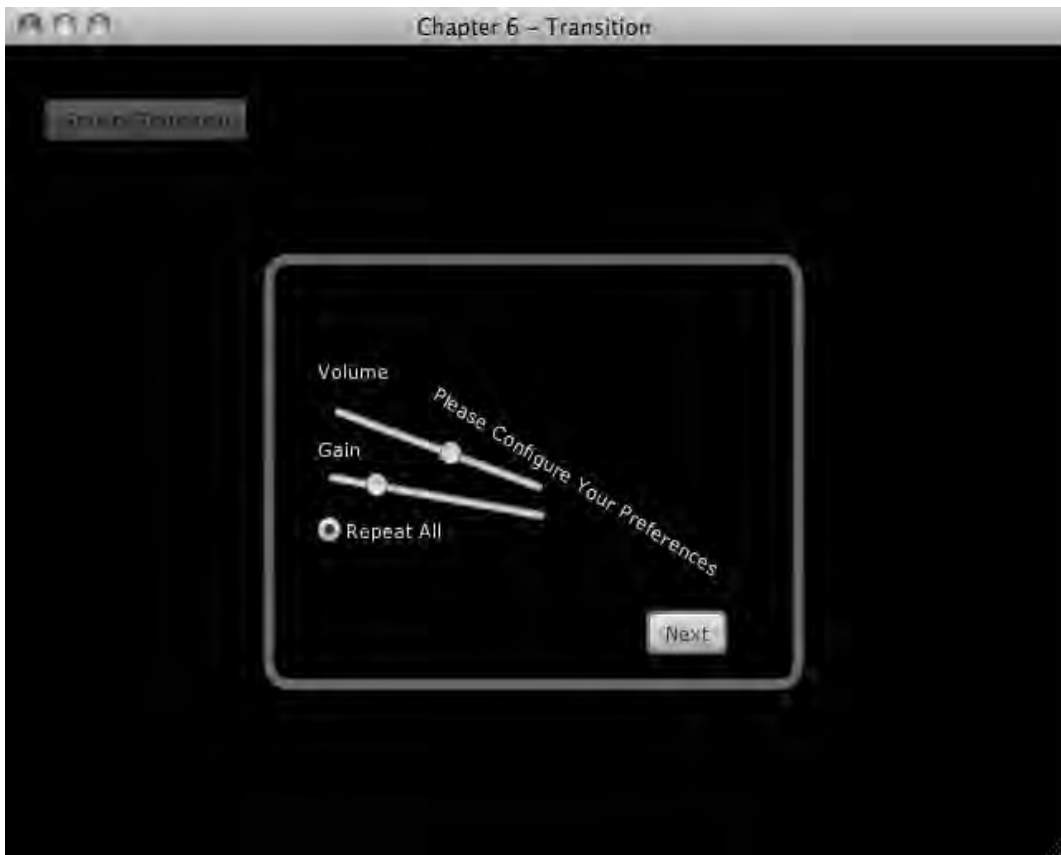 Chapter 6 – Transition
Volume
Please Configure Your Preferences
Gain
Repeat All
Next